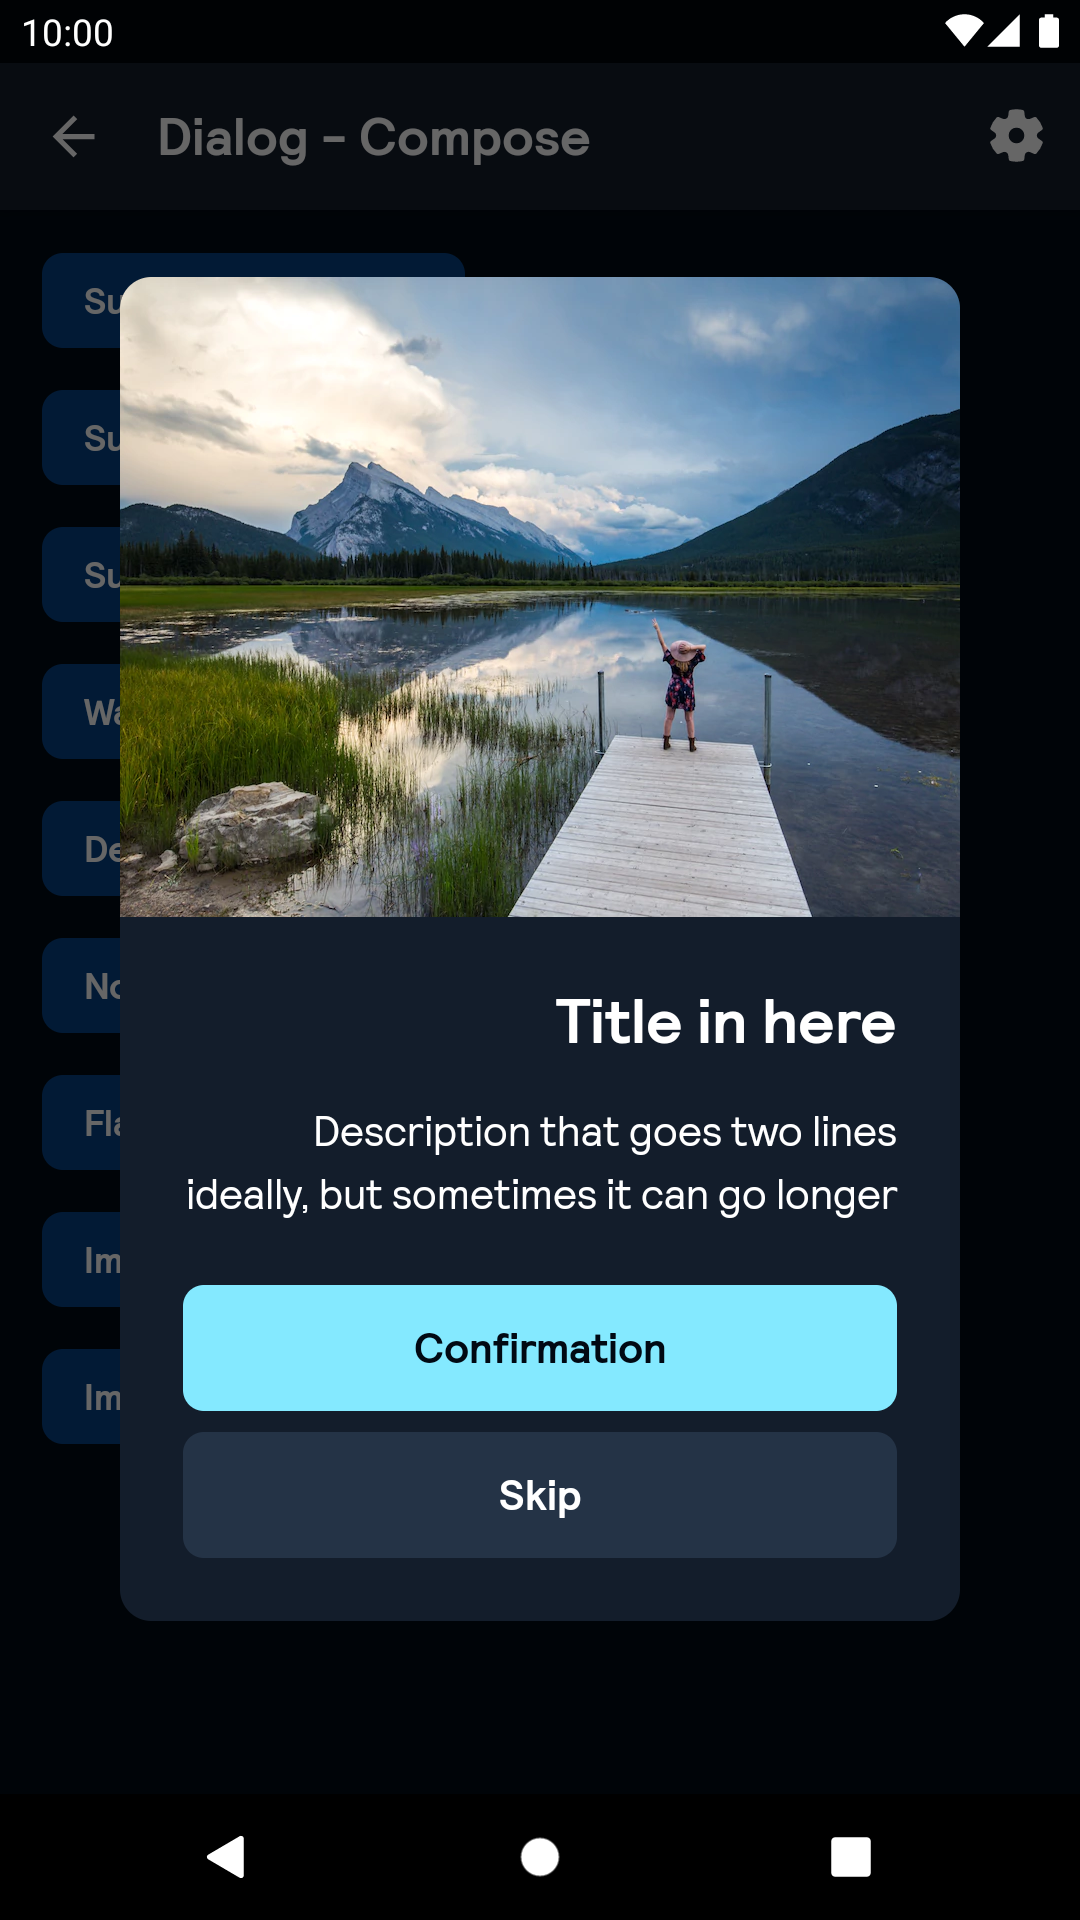 10:00
Dialog - Compose
Su
Su
Su
Wa
De
No
Fla
Im
Im
Title in here
Description that goes two lines
ideally, but sometimes it can go longer
Confirmation
Skip